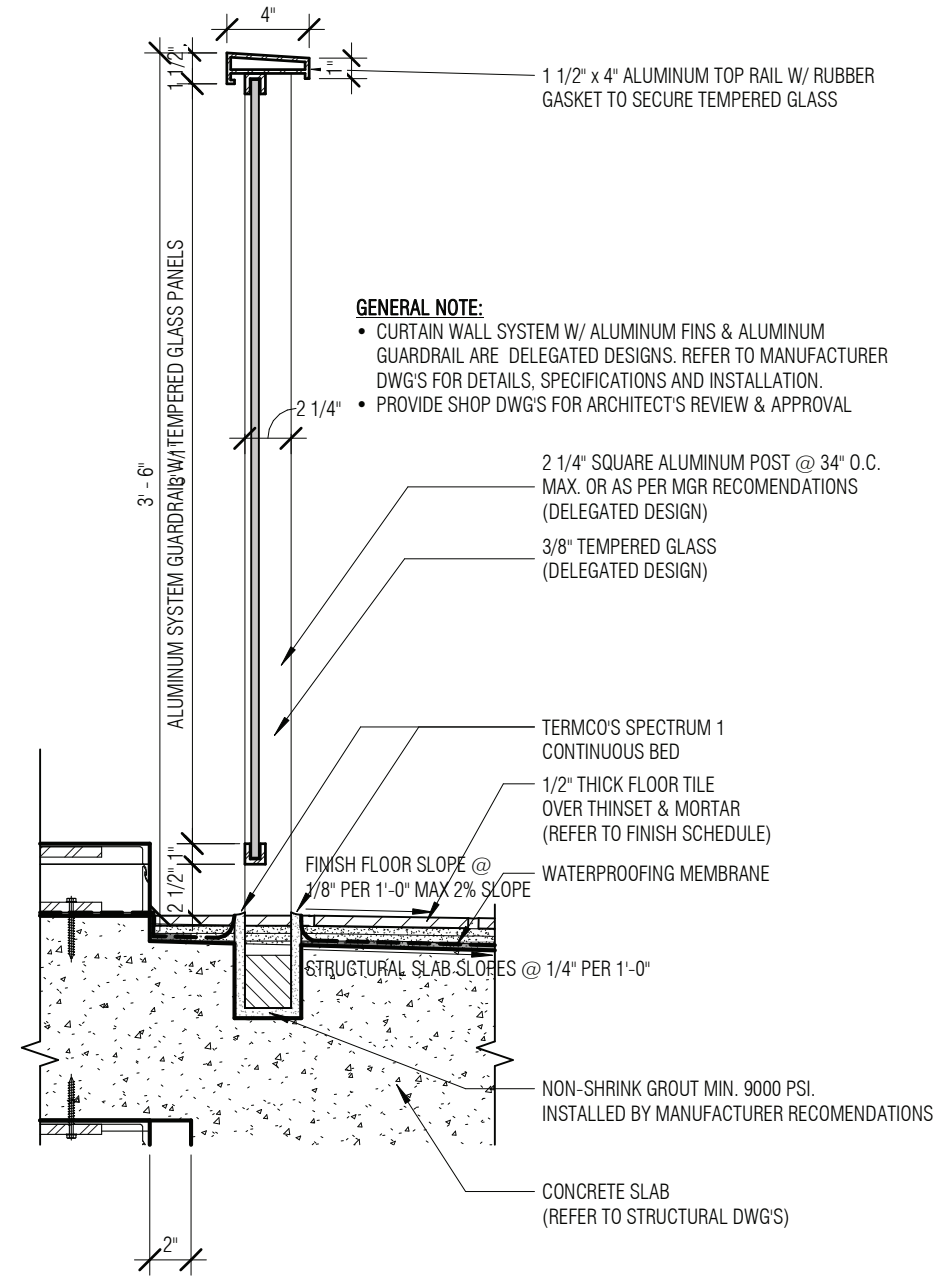 4"
1 1/2"
1"
1 1/2" x 4" ALUMINUM TOP RAIL W/ RUBBER
GASKET TO SECURE TEMPERED GLASS
GENERAL NOTE:
• CURTAIN WALL SYSTEM W/ ALUMINUM FINS & ALUMINUM
GUARDRAIL ARE DELEGATED DESIGNS. REFER TO MANUFACTURER
DWG'S FOR DETAILS, SPECIFICATIONS AND INSTALLATION.
• PROVIDE SHOP DWG'S FOR ARCHITECT'S REVIEW & APPROVAL
2 1/4"
3' - 6"
ALUMINUM SYSTEM GUARDRAIL W/ TEMPERED GLASS PANELS
2 1/4" SQUARE ALUMINUM POST @ 34" O.C.
MAX. OR AS PER MGR RECOMENDATIONS
(DELEGATED DESIGN)
3/8" TEMPERED GLASS
(DELEGATED DESIGN)
TERMCO'S SPECTRUM 1
CONTINUOUS BED
1/2" THICK FLOOR TILE
OVER THINSET & MORTAR
(REFER TO FINISH SCHEDULE)
1"
2 1/2"
FINISH FLOOR SLOPE @
1/8" PER 1'-0" MAX 2% SLOPE
WATERPROOFING MEMBRANE
STRUCTURAL SLAB SLOPES @ 1/4" PER 1'-0"
NON-SHRINK GROUT MIN. 9000 PSI.
INSTALLED BY MANUFACTURER RECOMENDATIONS
CONCRETE SLAB
(REFER TO STRUCTURAL DWG'S)
2"